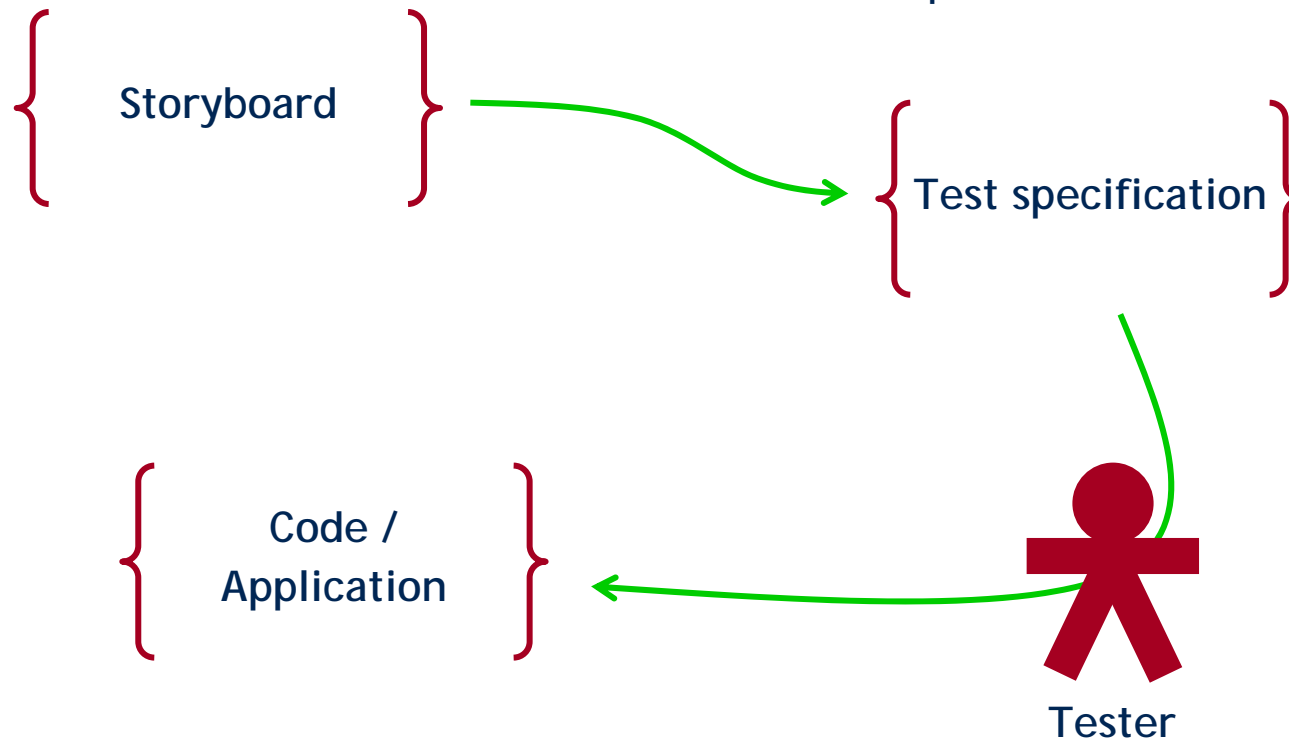 Storyboard
Test specification
Code /
Application
Tester